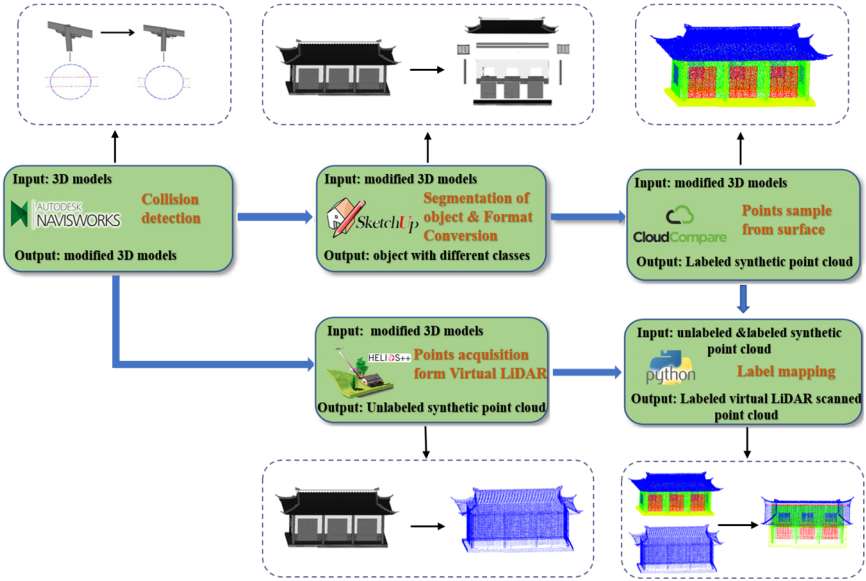 Input: 3D models
AUTODESK
NAVISWORKS
Collision
detection
Output: modified 3D models
Input: modified 3D models
SketchUp
Segmentation of
object & Format
Conversion
Output: object with different classes
Input: modified 3D models
CloudCompare
Points sample
from surface
Output: Labeled synthetic point cloud
Input: modified 3D models
HELIOS++
Points acquisition
form Virtual LiDAR
Output: Unlabeled synthetic point cloud
Input: unlabeled &labeled synthetic
point cloud
python
Label mapping
Output: Labeled virtual LiDAR scanned
point cloud